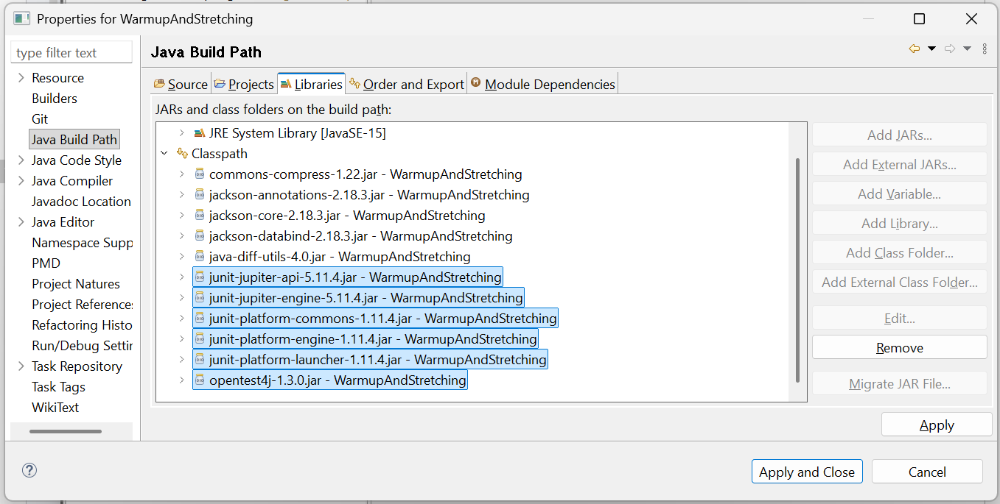 Properties for WarmupAndStretching
type filter text
Resource
Builders
Git
Java Build Path
Java Code Style
Java Compiler
Javadoc Location
Java Editor
Namespace Supp
PMD
Project Natures
Project References
Refactoring Histo
Run/Debug Settin
Task Repository
Task Tags
WikiText
Java Build Path
Source Projects Libraries Order and Export Module Dependencies
JARs and class folders on the build path:
JRE System Library [JavaSE-15]
Classpath
commons-compress-1.22.jar - WarmupAndStretching
jackson-annotations-2.18.3.jar - WarmupAndStretching
jackson-core-2.18.3.jar - WarmupAndStretching
jackson-databind-2.18.3.jar - WarmupAndStretching
java-diff-utils-4.0.jar - WarmupAndStretching
junit-jupiter-api-5.11.4.jar - WarmupAndStretching
junit-jupiter-engine-5.11.4.jar - WarmupAndStretching
junit-platform-commons-1.11.4.jar - WarmupAndStretching
junit-platform-engine-1.11.4.jar - WarmupAndStretching
junit-platform-launcher-1.11.4.jar - WarmupAndStretching
opentest4j-1.3.0.jar - WarmupAndStretching
Add JARs...
Add External JARs...
Add Variable...
Add Library...
Add Class Folder...
Add External Class Folder...
Edit...
Remove
Migrate JAR File...
Apply
?
Apply and Close
Cancel